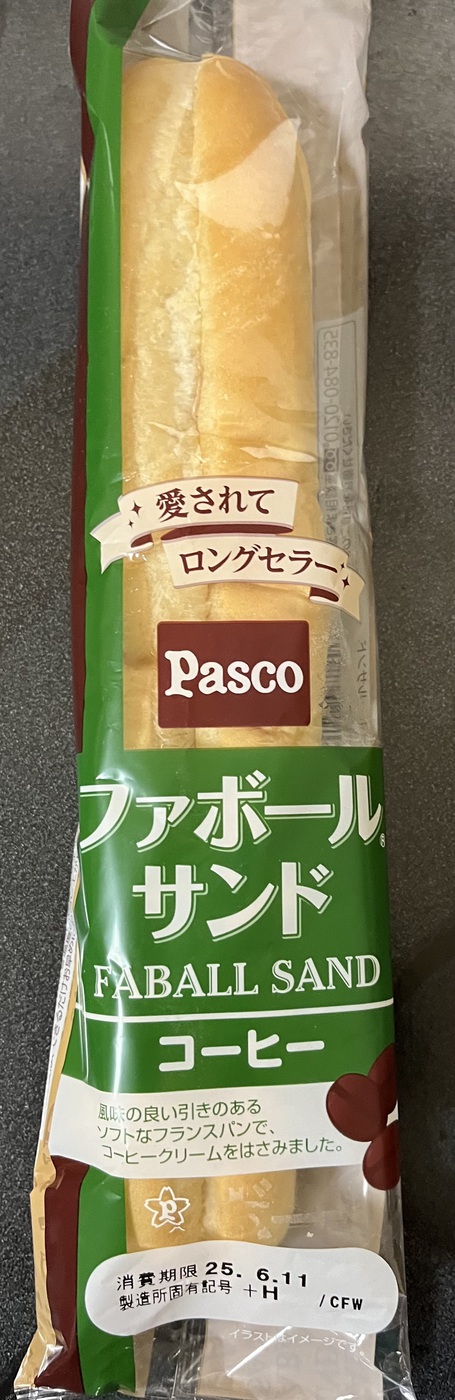 0120-084-835
愛されて
ロングセラー
Pasco
ファボール®
サンド
FABALL SAND
コーヒー
風味の良い引きのある
ソフトなフランスパンで、
コーヒークリームをはさみました。
P
消費期限 25. 6.11
製造所固有記号 +H /CFW
イラストはイメージです。